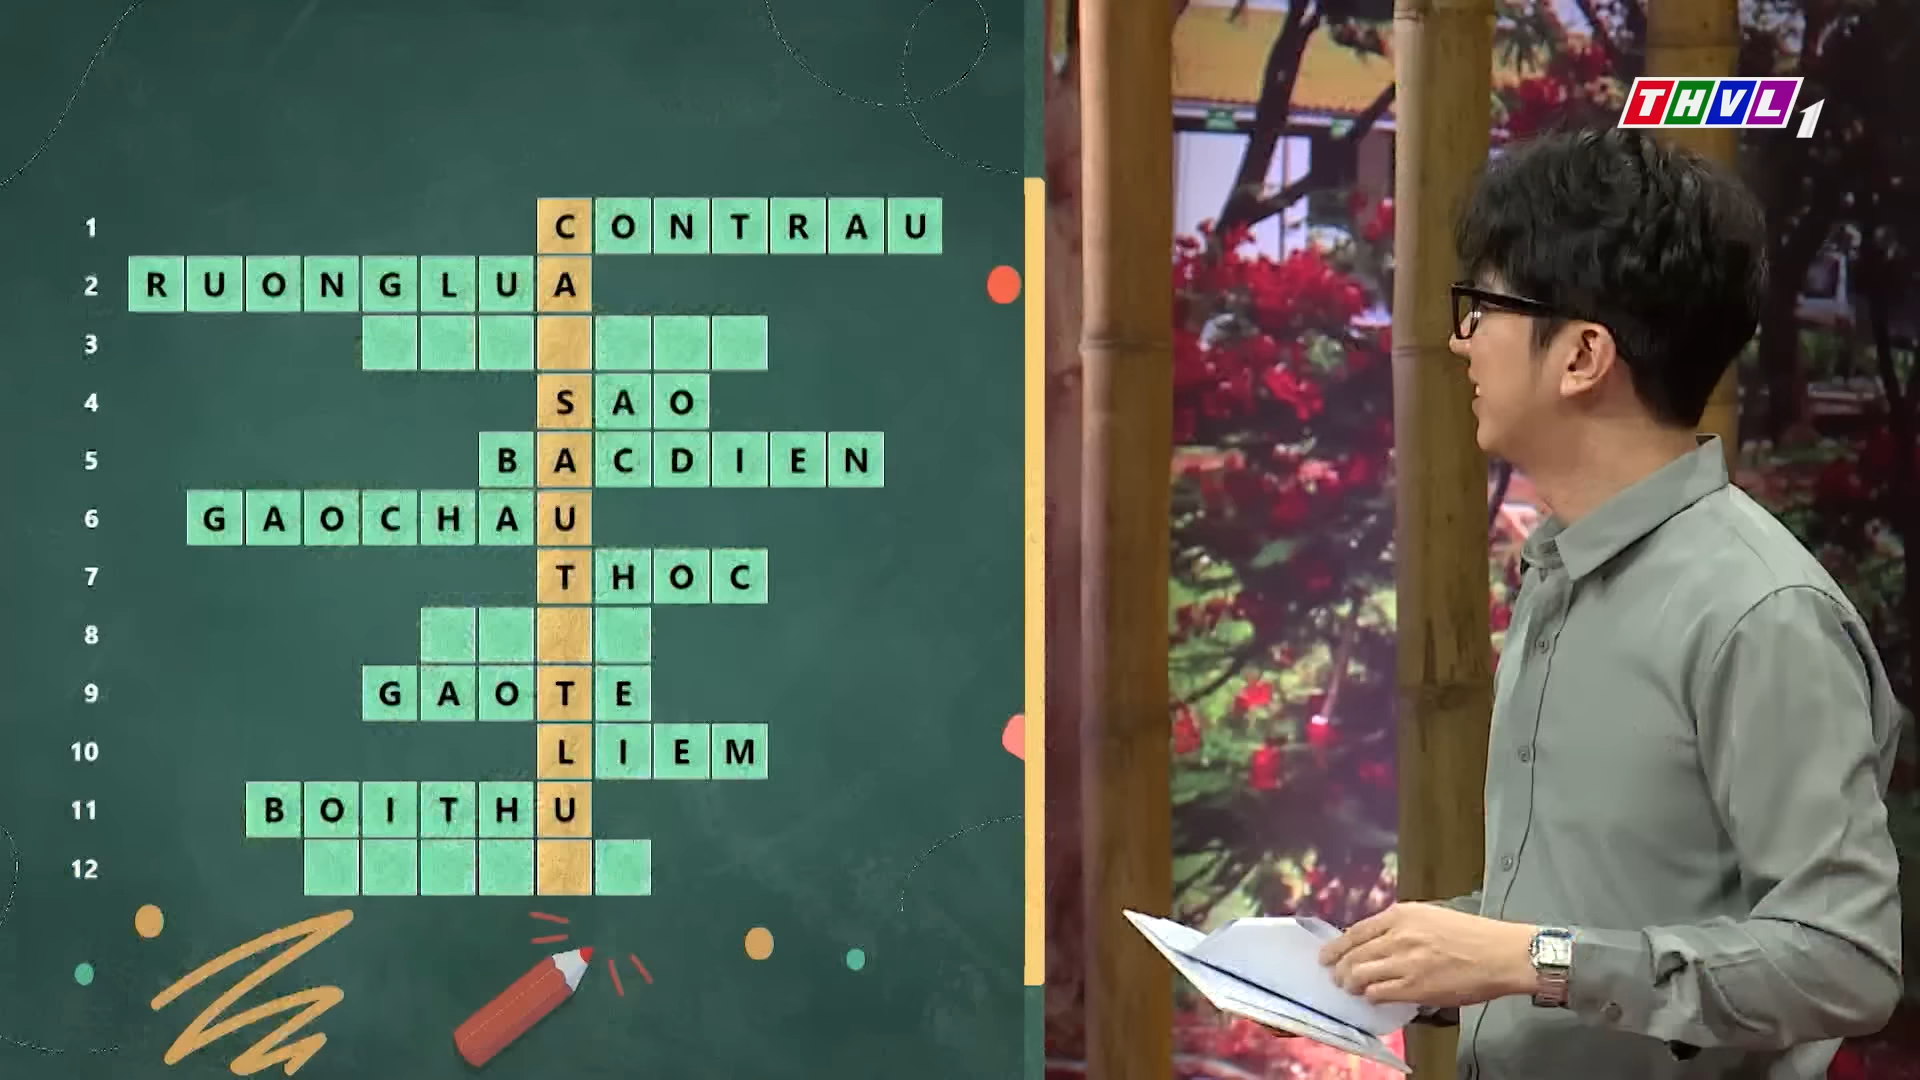 THVL1
1 CONTRAU
2 RUONGLUA
3
4 SAO
5 BACDIEN
6 GAOCHAU
7 THOC
8
9 GAOTE
10 LIEM
11 BOITHU
12